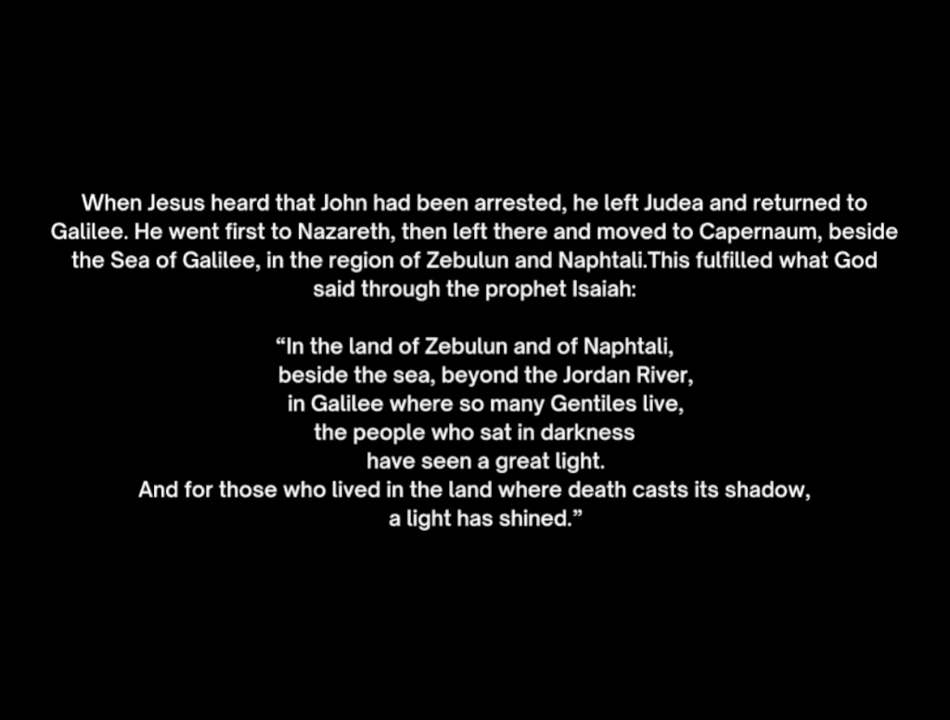 When Jesus heard that John had been arrested, he left Judea and returned to
Galilee. He went first to Nazareth, then left there and moved to Capernaum, beside
the Sea of Galilee, in the region of Zebulun and Naphtali.This fulfilled what God
said through the prophet Isaiah:
“In the land of Zebulun and of Naphtali,
beside the sea, beyond the Jordan River,
in Galilee where so many Gentiles live,
the people who sat in darkness
have seen a great light.
And for those who lived in the land where death casts its shadow,
a light has shined.”